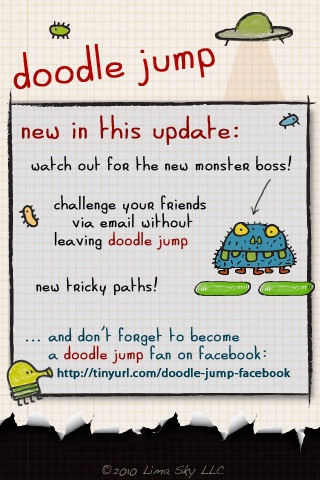 doodle jump
new in this update:
watch out for the new monster boss!
challenge your friends
via email without
leaving doodle jump
new tricky paths!
... and don't forget to become
a doodle jump fan on facebook:
http://tinyurl.com/doodle-jump-facebook
©2010 Lima Sky LLC